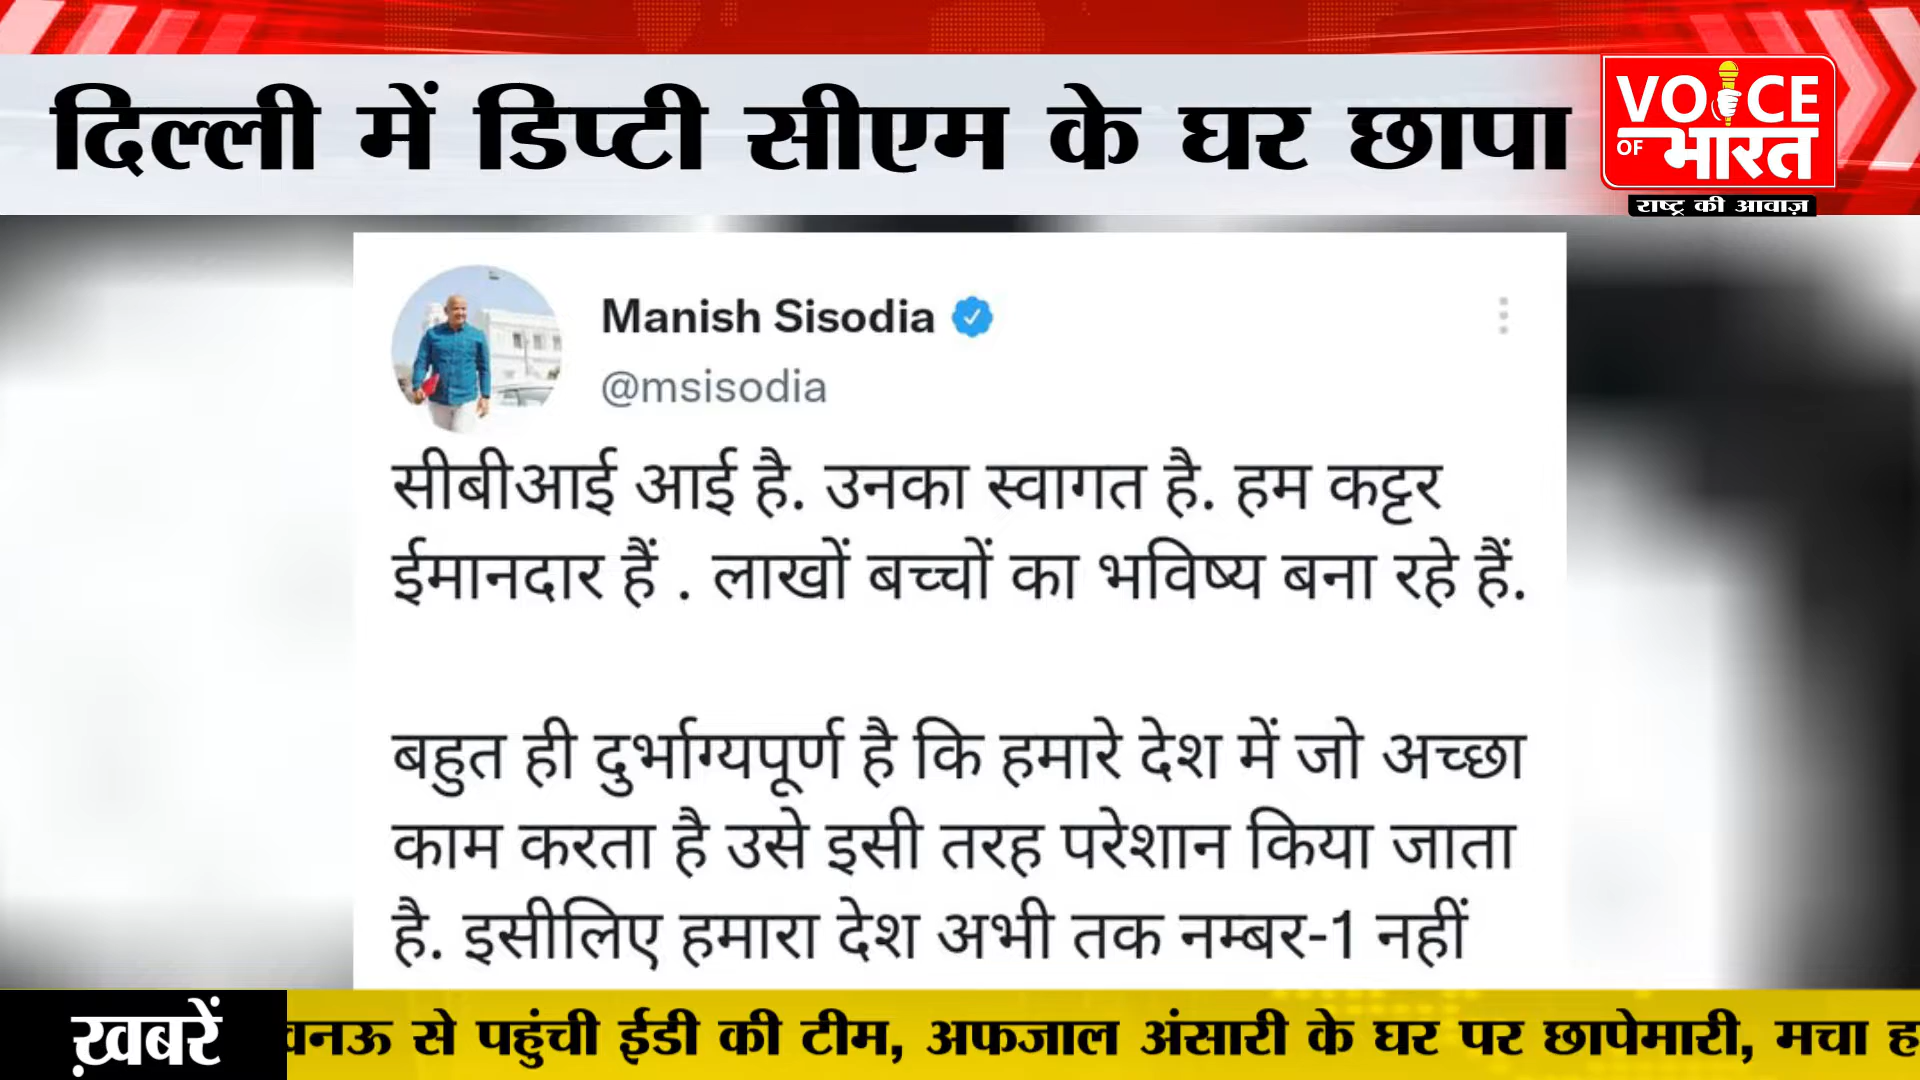 दिल्ली में डिप्टी सीएम के घर छापा
VOICE
OF भारत
राष्ट्र की आवाज़
Manish Sisodia
@msisodia
सीबीआई आई है. उनका स्वागत है. हम कट्टर
ईमानदार हैं . लाखों बच्चों का भविष्य बना रहे हैं.
बहुत ही दुर्भाग्यपूर्ण है कि हमारे देश में जो अच्छा
काम करता है उसे इसी तरह परेशान किया जाता
है. इसीलिए हमारा देश अभी तक नम्बर-1 नहीं
ख़बरें
से पहुंची ईडी की टीम, अफजाल अंसारी के घर पर छापेमारी, मचा